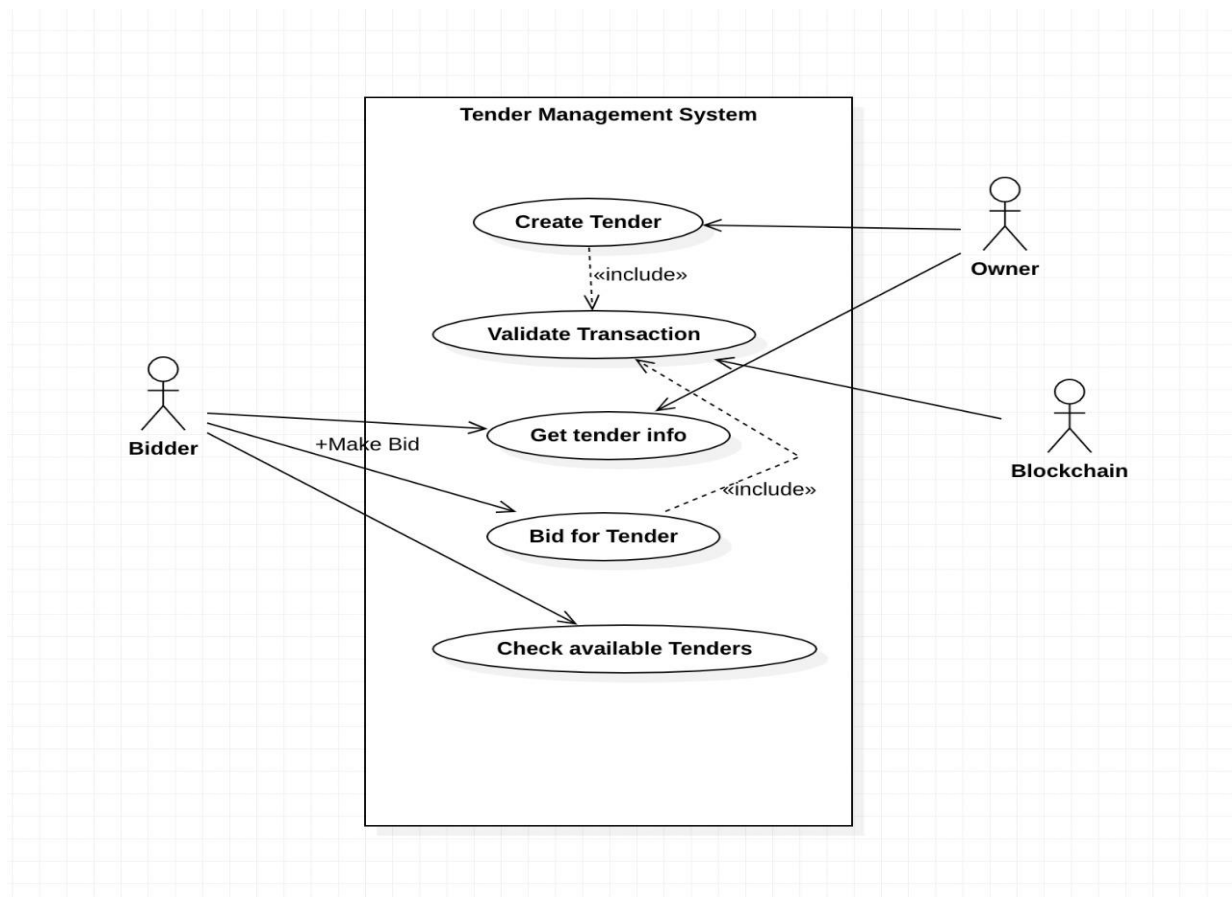 Tender Management System
Create Tender
Owner
«include»
Validate Transaction
Bidder
+Make Bid
Get tender info
Blockchain
«include»
Bid for Tender
Check available Tenders